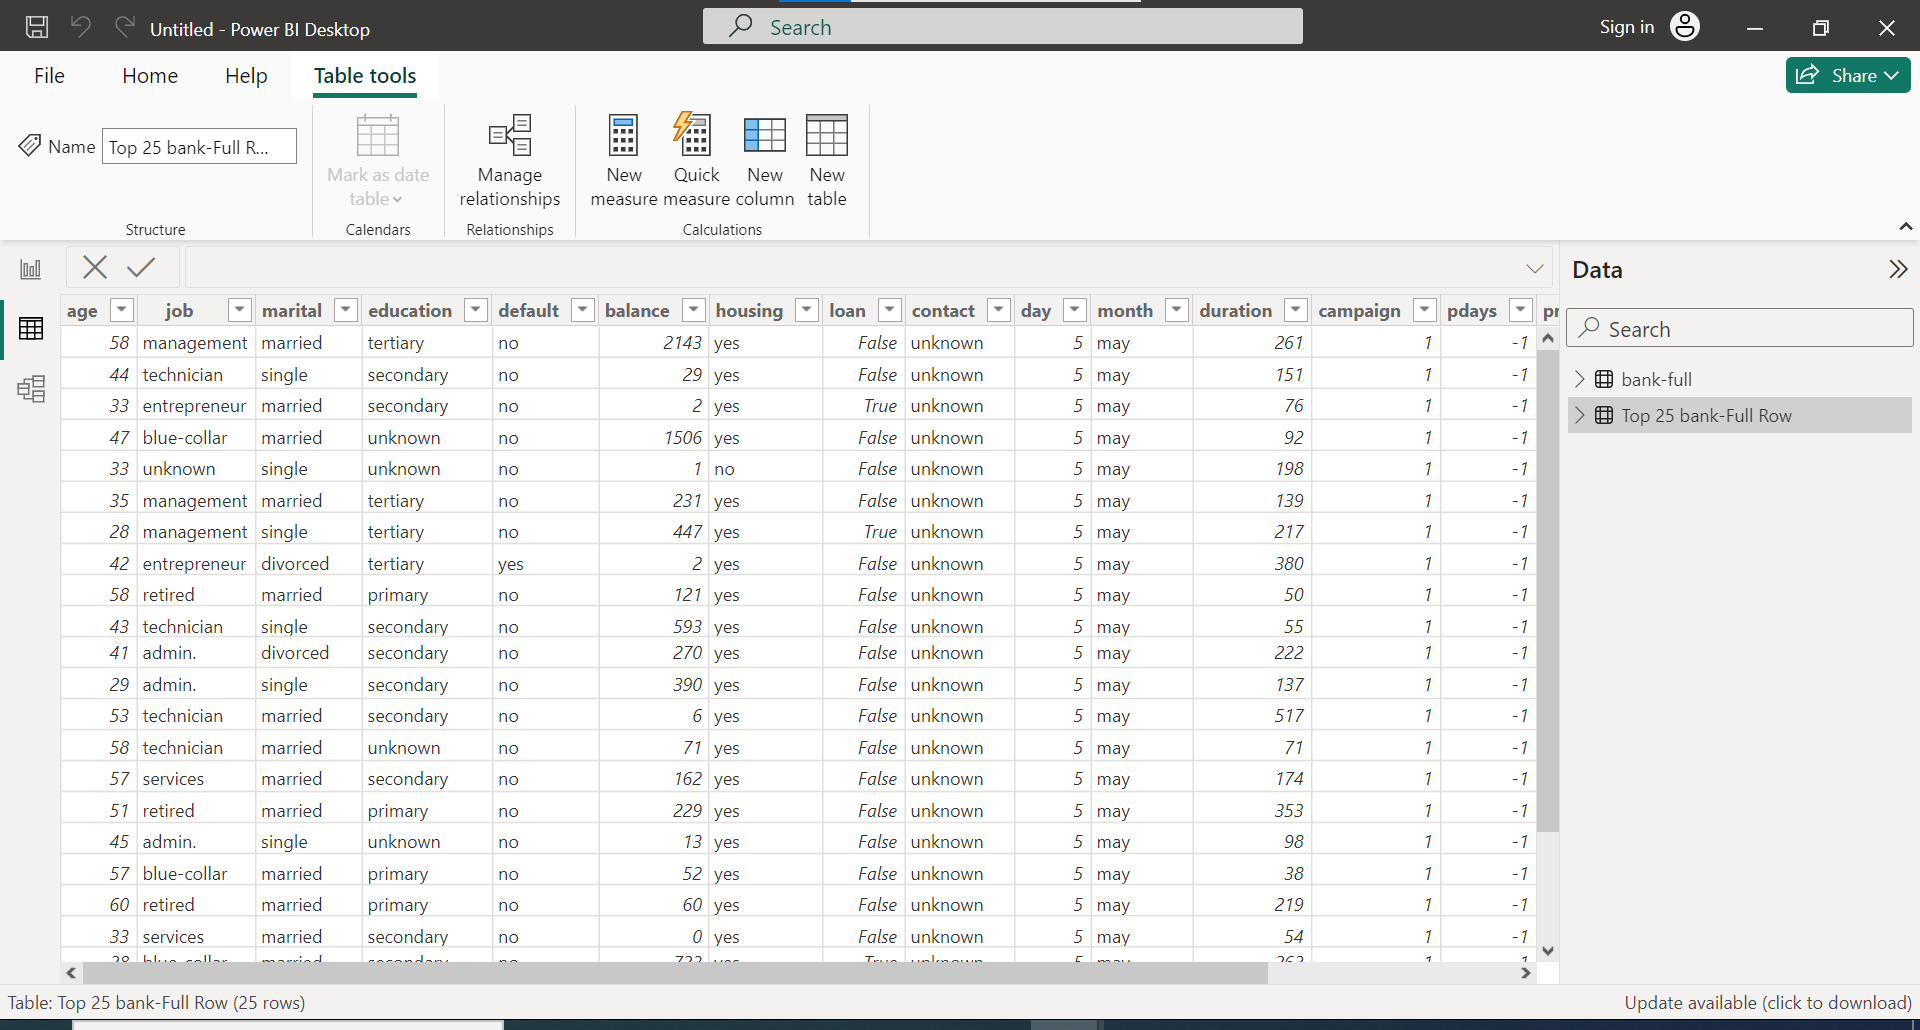 Untitled - Power BI Desktop
Search
Sign in
File Home Help Table tools
Share
Name Top 25 bank-Full R...
Mark as date table
Manage relationships
New measure
Quick measure
New column
New table
Structure Calendars Relationships Calculations
Data
Search
bank-full
Top 25 bank-Full Row
age job marital education default balance housing loan contact day month duration campaign pdays pr
58 management married tertiary no 2143 yes False unknown 5 may 261 1 -1
44 technician single secondary no 29 yes False unknown 5 may 151 1 -1
33 entrepreneur married secondary no 2 yes True unknown 5 may 76 1 -1
47 blue-collar married unknown no 1506 yes False unknown 5 may 92 1 -1
33 unknown single unknown no 1 no False unknown 5 may 198 1 -1
35 management married tertiary no 231 yes False unknown 5 may 139 1 -1
28 management single tertiary no 447 yes True unknown 5 may 217 1 -1
42 entrepreneur divorced tertiary yes 2 yes False unknown 5 may 380 1 -1
58 retired married primary no 121 yes False unknown 5 may 50 1 -1
43 technician single secondary no 593 yes False unknown 5 may 55 1 -1
41 admin. divorced secondary no 270 yes False unknown 5 may 222 1 -1
29 admin. single secondary no 390 yes False unknown 5 may 137 1 -1
53 technician married secondary no 6 yes False unknown 5 may 517 1 -1
58 technician married unknown no 71 yes False unknown 5 may 71 1 -1
57 services married secondary no 162 yes False unknown 5 may 174 1 -1
51 retired married primary no 229 yes False unknown 5 may 353 1 -1
45 admin. single unknown no 13 yes False unknown 5 may 98 1 -1
57 blue-collar married primary no 52 yes False unknown 5 may 38 1 -1
60 retired married primary no 60 yes False unknown 5 may 219 1 -1
33 services married secondary no 0 yes False unknown 5 may 54 1 -1
Table: Top 25 bank-Full Row (25 rows)
Update available (click to download)